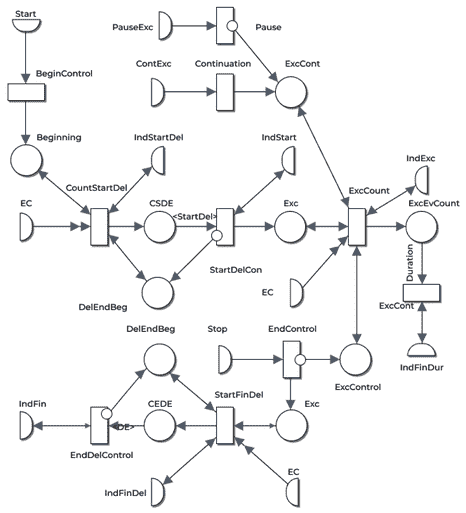 Start
PauseExc
Pause
BeginControl
ContExc
Continuation
ExcCont
Beginning
IndStartDel
IndStart
CountStartDel
IndExc
EC
CSDE
<StartDel>
Exc
ExcCount
ExcEvCount
StartDelCon
Duration
DelEndBeg
EC
ExcCont
DelEndBeg
Stop
EndControl
IndFinDur
ExcControl
IndFin
CEDE
StartFinDel
Exc
DE>
EndDelControl
IndFinDel
EC